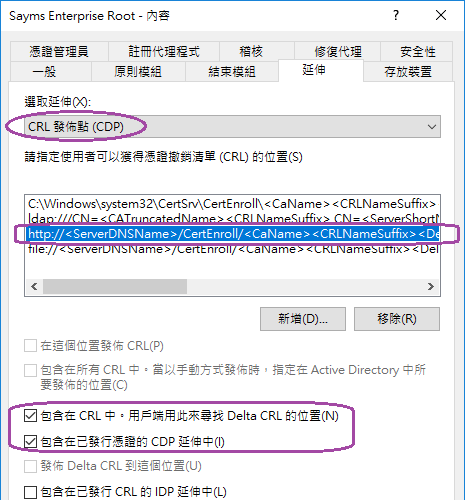 Sayms Enterprise Root - 內容
憑證管理員 註冊代理程式 稽核 修復代理 安全性
一般 原則模組 結束模組 延伸 存放裝置
選取延伸(X):
CRL 發佈點 (CDP)
請指定使用者可以獲得憑證撤銷清單 (CRL) 的位置(S)
C:\Windows\system32\CertSrv\CertEnroll\<CaName><CRLNameSuffix>
ldap:///CN=<CATruncatedName><CRLNameSuffix>,CN=<ServerShortN
http://<ServerDNSName>/CertEnroll/<CaName><CRLNameSuffix><De
file://<ServerDNSName>/CertEnroll/<CaName><CRLNameSuffix><Del
新增(D)... 移除(R)
在這個位置發佈 CRL(P)
包含在所有 CRL 中。當以手動方式發佈時，指定在 Active Directory 中所
要發佈的位置(C)
包含在 CRL 中。用戶端用此來尋找 Delta CRL 的位置(N)
包含在已發行憑證的 CDP 延伸中(I)
發佈 Delta CRL 到這個位置(U)
包含在已發行 CRL 的 IDP 延伸中(L)